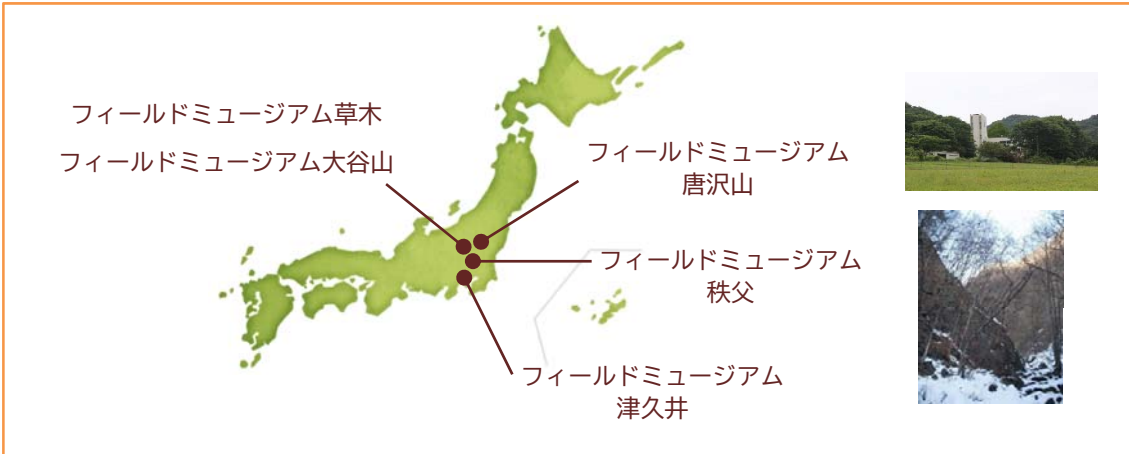 フィールドミュージアム草木
フィールドミュージアム大谷山
フィールドミュージアム
唐沢山
フィールドミュージアム
秩父
フィールドミュージアム
津久井